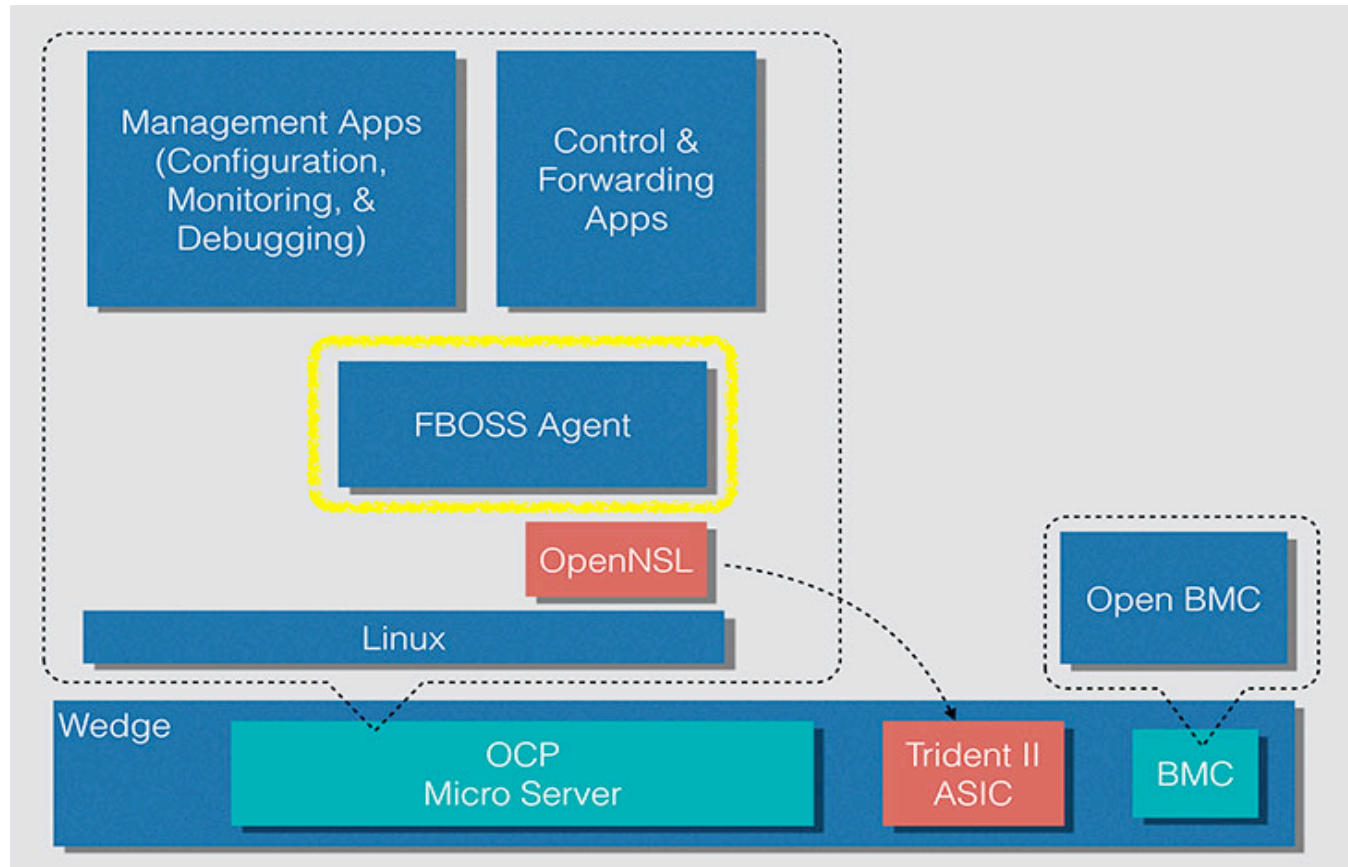 Management Apps
(Configuration,
Monitoring, &
Debugging)
Control &
Forwarding
Apps
FBOSS Agent
OpenNSL
Linux
Open BMC
Wedge
OCP
Micro Server
Trident II
ASIC
BMC